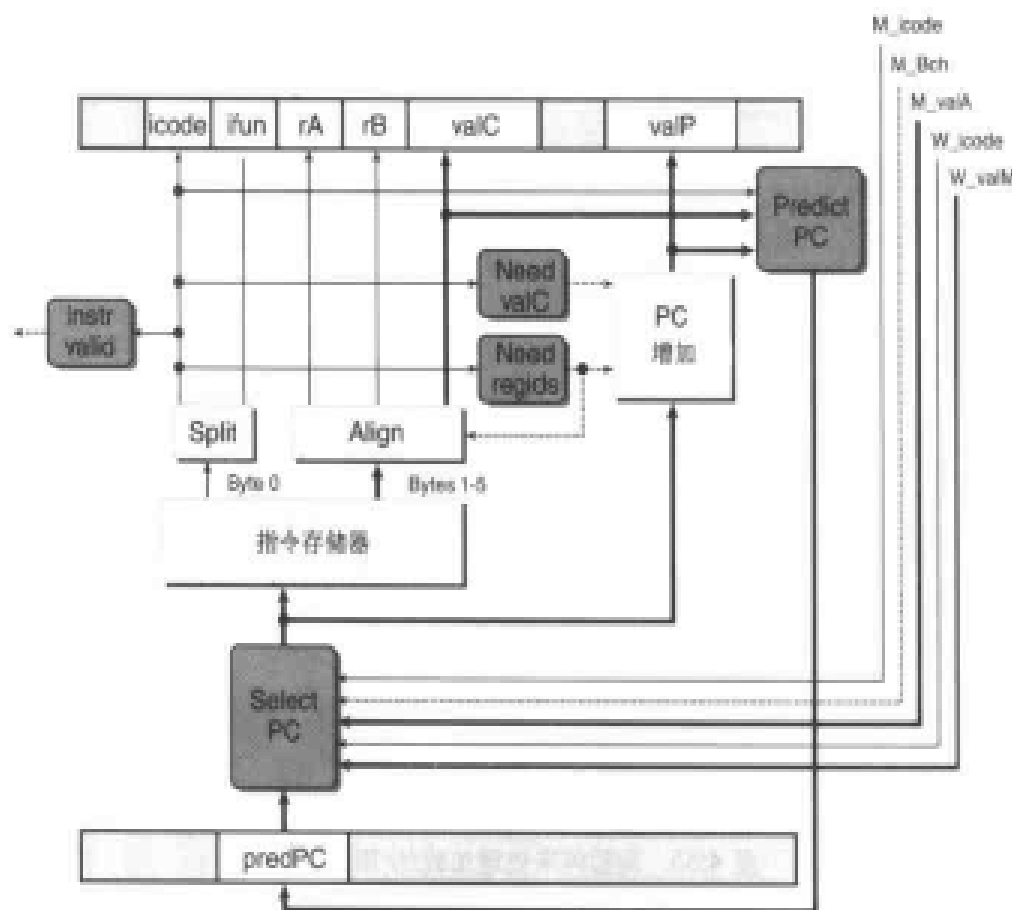 M_icode
M_Bch
M_valA
W_icode
W_valM
icode ifun rA rB valC valP
Predict
PC
Need
valC
Instr
valid
PC
增加
Need
regids
Split
Align
Byte 0
Bytes 1-5
指令存储器
Select
PC
predPC